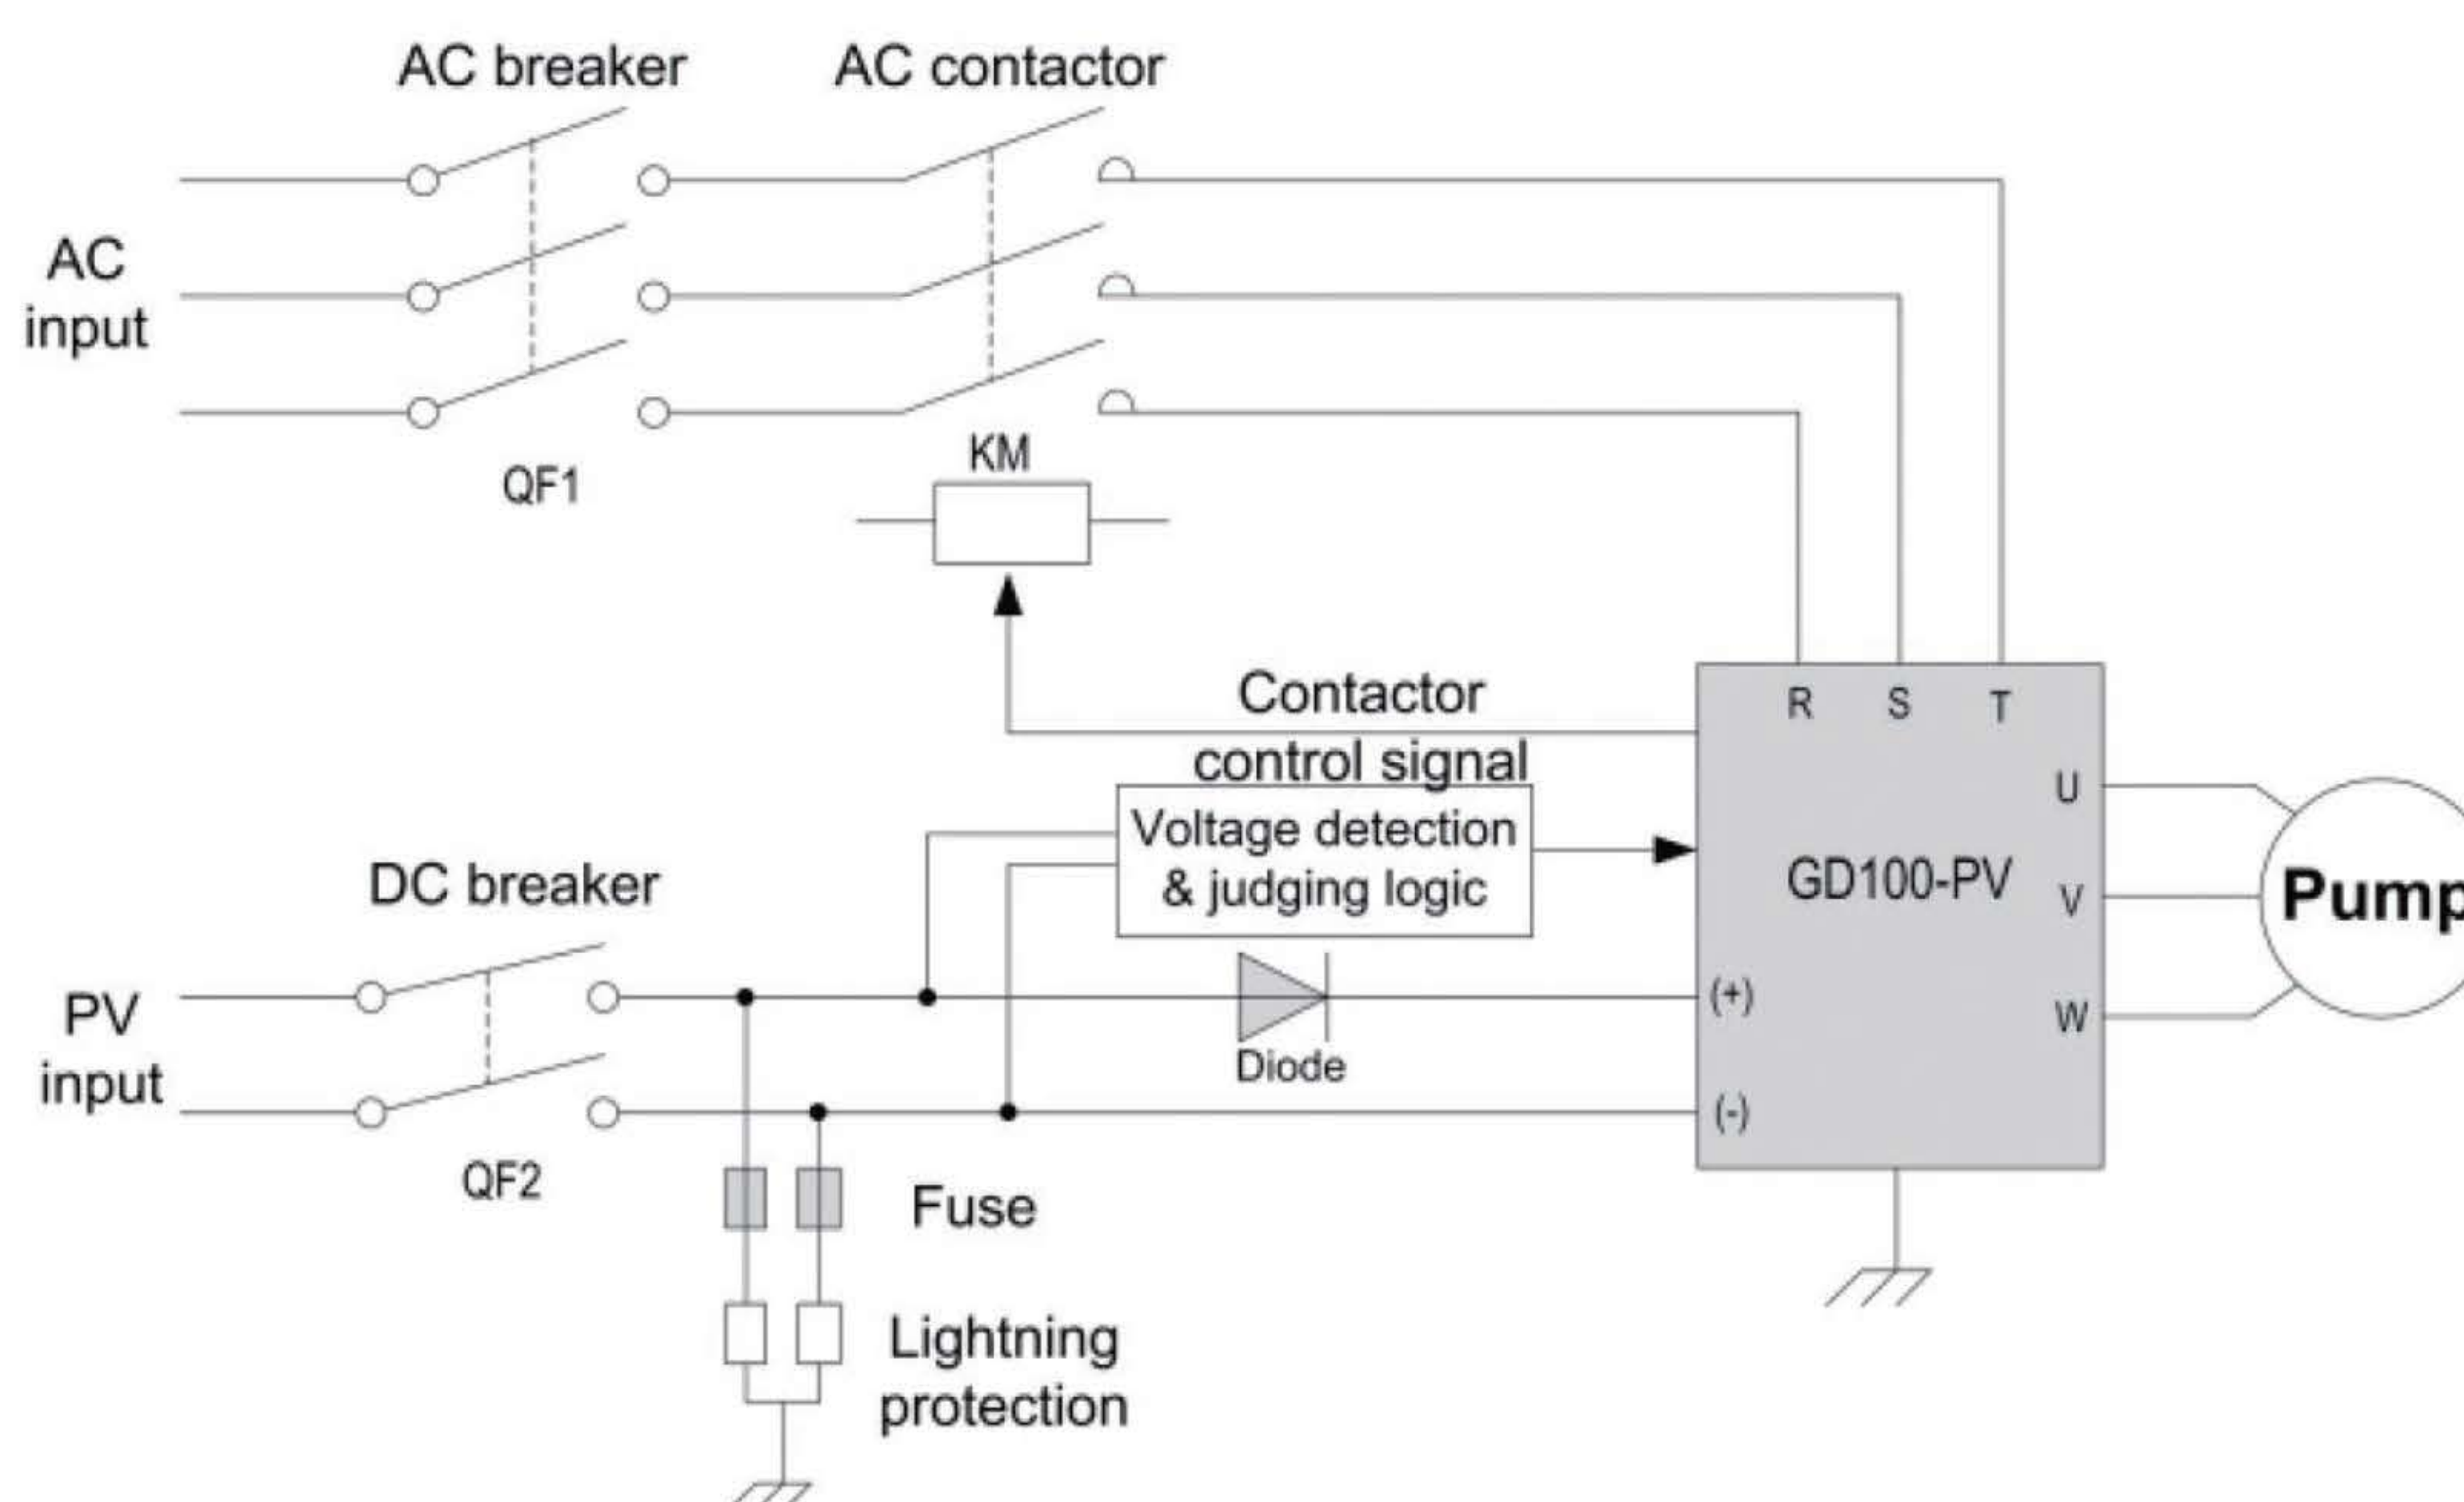 AC breaker
AC contactor
AC
input
QF1
KM
Contactor
control signal
R
S
T
U
V
W
Voltage detection
& judging logic
GD100-PV
Pump
DC breaker
PV
input
(+)
(-)
Diode
QF2
Fuse
Lightning
protection